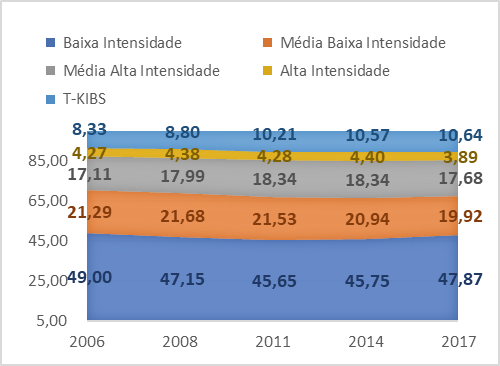 Baixa Intensidade Média Baixa Intensidade
Média Alta Intensidade Alta Intensidade
T-KIBS
8,33 8,80 10,21 10,57 10,64
4,27 4,38 4,28 4,40 3,89
85,00
17,11 17,99 18,34 18,34 17,68
65,00
21,29 21,68 21,53 20,94 19,92
45,00
49,00 47,15 45,65 45,75 47,87
25,00
5,00
2006 2008 2011 2014 2017